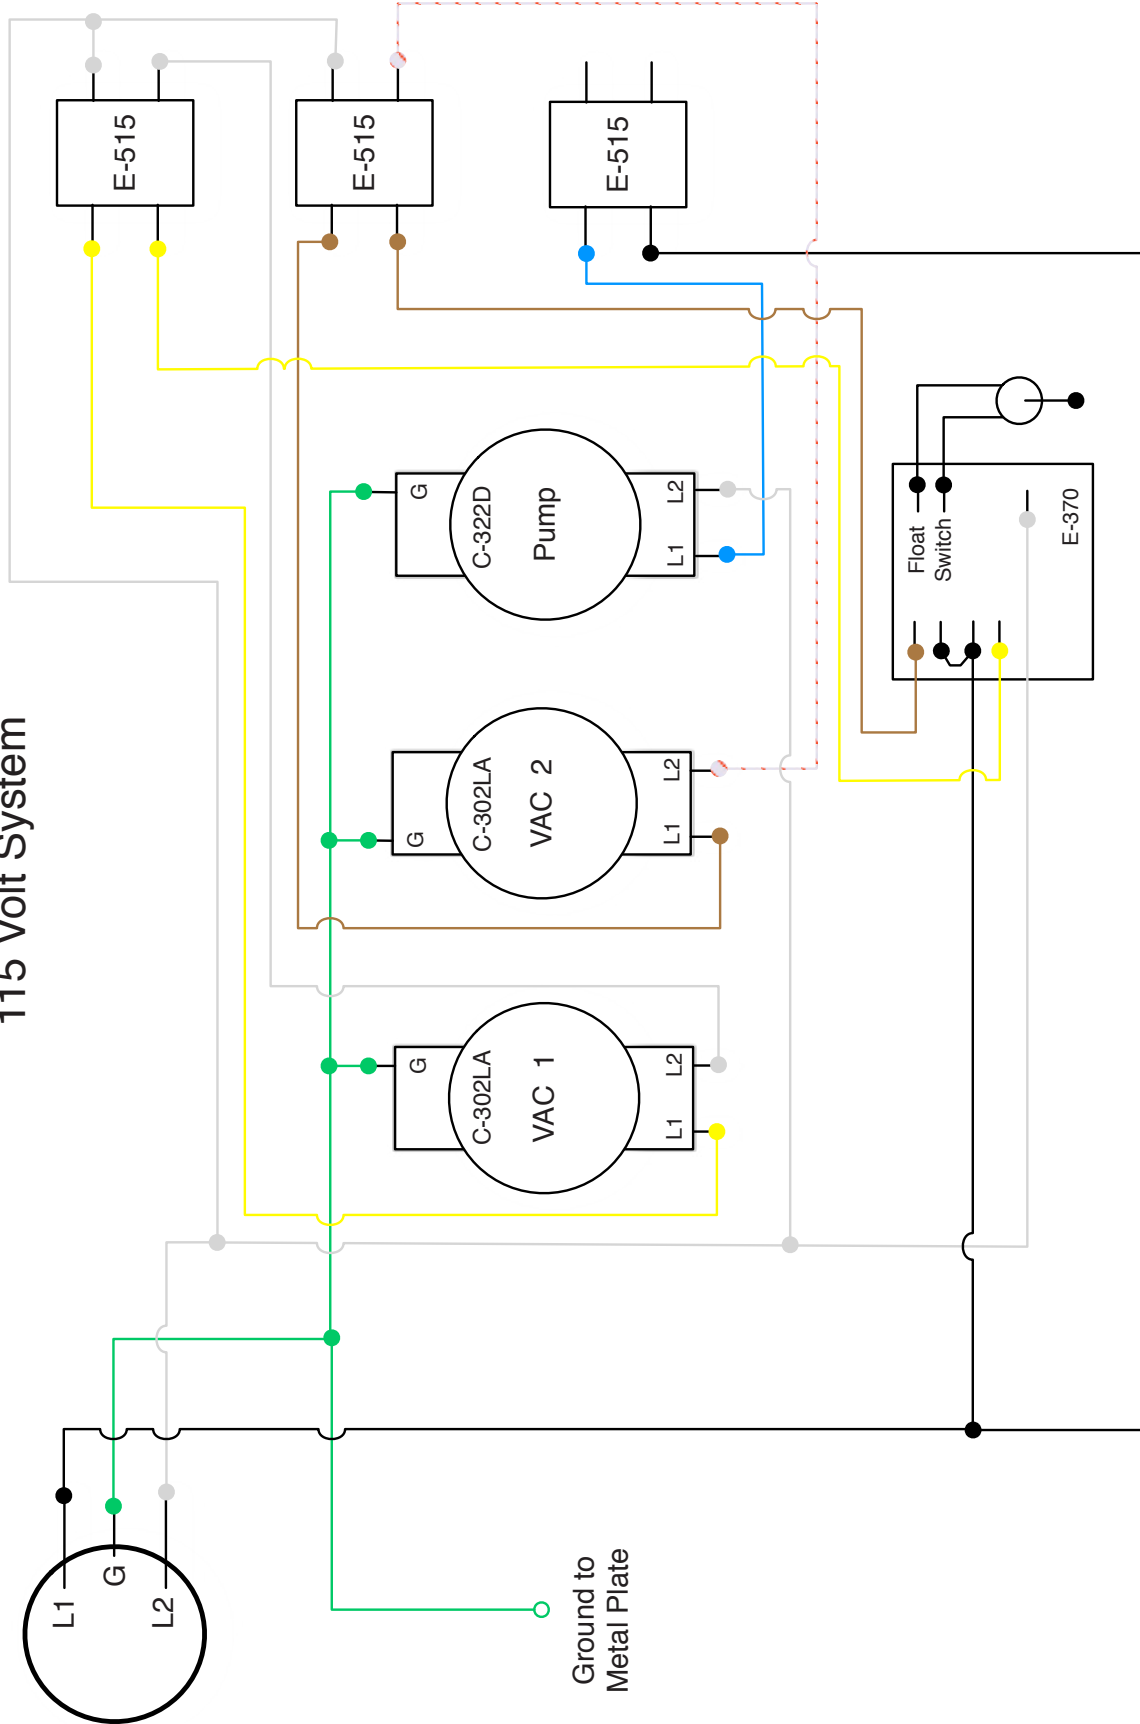 115 Volt System
E-515
E-515
E-515
G
C-322D
Pump
L2
L1
G
C-302LA
VAC 2
L2
L1
G
C-302LA
VAC 1
L2
L1
Float
Switch
E-370
L1
G
L2
Ground to
Metal Plate